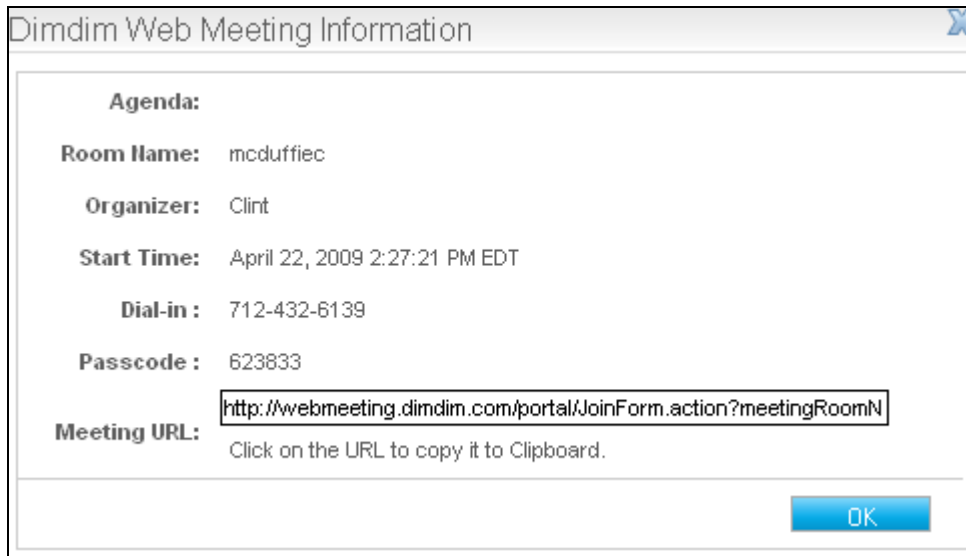 Dimdim Web Meeting Information
Agenda:
Room Name: mcduffiec
Organizer: Clint
Start Time: April 22, 2009 2:27:21 PM EDT
Dial-in : 712-432-6139
Passcode : 623833
Meeting URL: http://webmeeting.dimdim.com/portal/JoinForm.action?meetingRoomN
Click on the URL to copy it to Clipboard.
OK